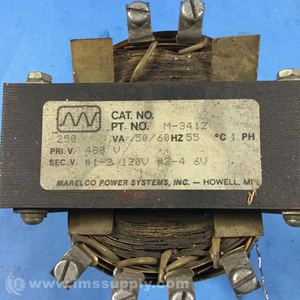 CAT. NO.
PT. NO. M-3412
250 VA 50/60 HZ 55 °C 1 PH
PRI. V. 480 V
SEC. V. #1-3 120V #3-4 6V
MARELCO POWER SYSTEMS, INC. — HOWELL, MI
© www.imssupply.com